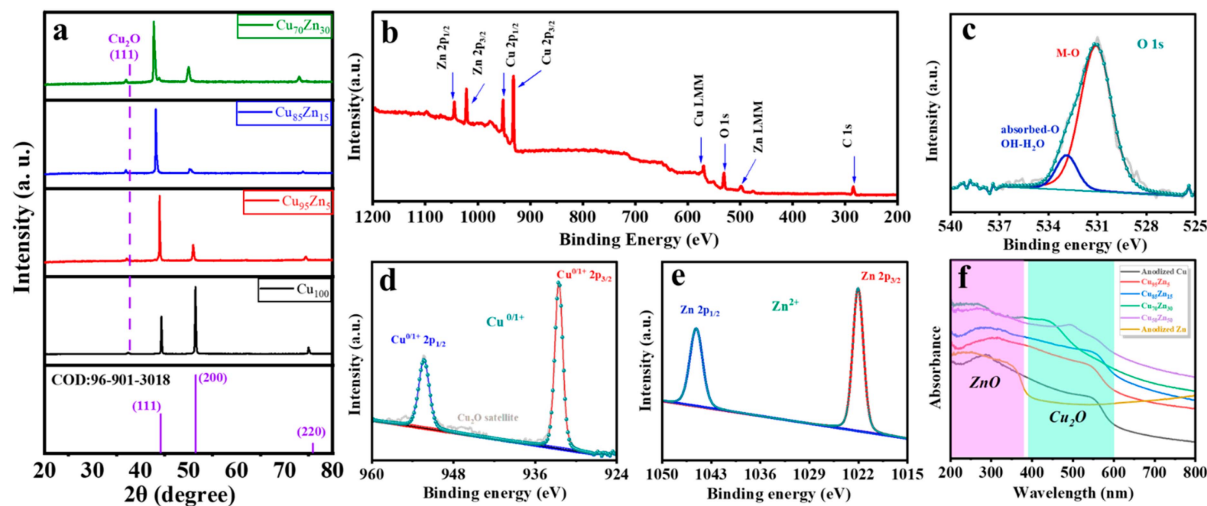 a
Cu₇₀Zn₃₀
Cu₂O
(111)
Cu₈₅Zn₁₅
Cu₉₅Zn₅
Cu₁₀₀
COD:96-901-3018
(111)
(200)
(220)
Intensity (a. u.)
20 30 40 50 60 70 80
2θ (degree)
b
Zn 2p₁/₂
Zn 2p₃/₂
Cu 2p₁/₂
Cu 2p₃/₂
Cu LMM
O 1s
Zn LMM
C 1s
Intensity(a.u.)
1200 1100 1000 900 800 700 600 500 400 300 200
Binding Energy (eV)
c
O 1s
M-O
absorbed-O
OH-H₂O
Intensity (a.u.)
540 537 534 531 528 525
Binding energy (eV)
d
Cu⁰ᐟ¹⁺ 2p₃/₂
Cu⁰ᐟ¹⁺
Cu⁰ᐟ¹⁺ 2p₁/₂
Cu₂O satellite
Intensity (a.u.)
960 948 936 924
Binding energy (eV)
e
Zn 2p₃/₂
Zn 2p₁/₂
Zn²⁺
Intensity (a.u.)
1050 1043 1036 1029 1022 1015
Binding energy (eV)
f
Anodized Cu
Cu₉₅Zn₅
Cu₈₅Zn₁₅
Cu₇₀Zn₃₀
Cu₅₀Zn₅₀
Anodized Zn
ZnO
Cu₂O
Absorbance
200 300 400 500 600 700 800
Wavelength (nm)